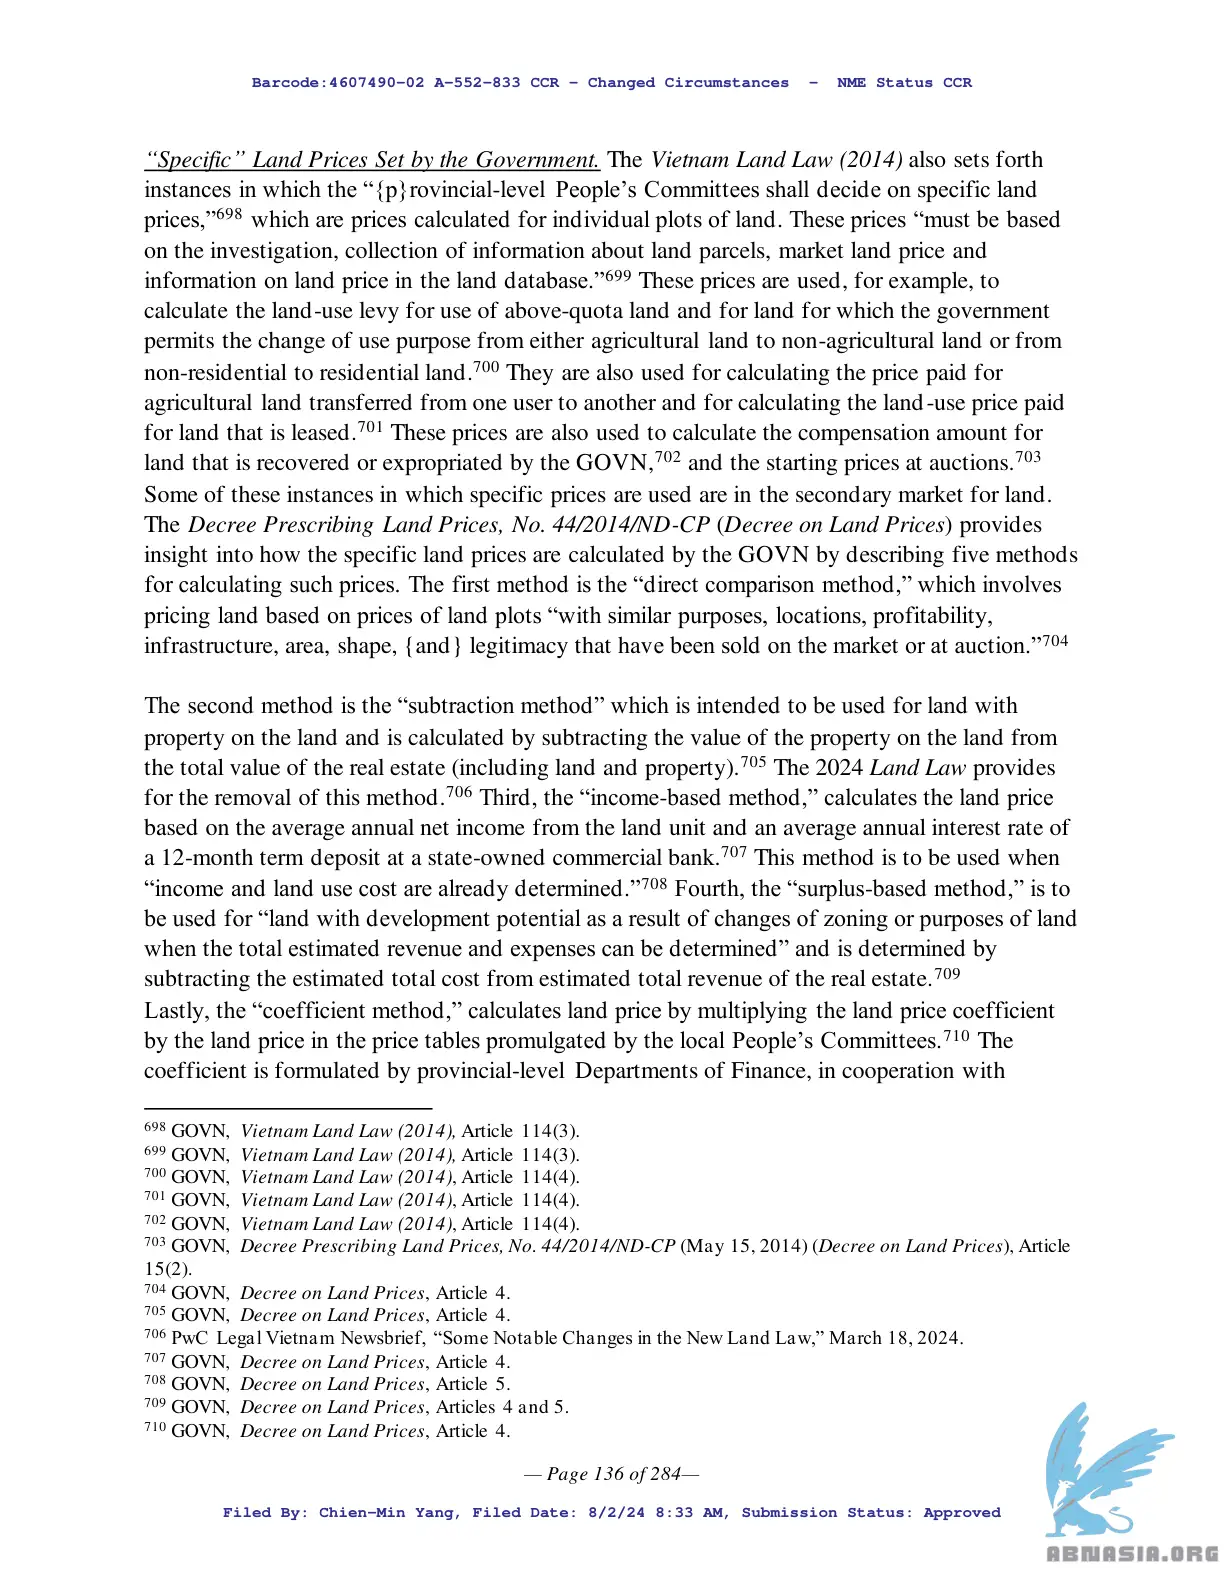 Barcode:4607490-02 A-552-833 CCR - Changed Circumstances - NME Status CCR
“Specific” Land Prices Set by the Government. The Vietnam Land Law (2014) also sets forth
instances in which the “{p}rovincial-level People’s Committees shall decide on specific land
prices,”698 which are prices calculated for individual plots of land. These prices “must be based
on the investigation, collection of information about land parcels, market land price and
information on land price in the land database.”699 These prices are used, for example, to
calculate the land-use levy for use of above-quota land and for land for which the government
permits the change of use purpose from either agricultural land to non-agricultural land or from
non-residential to residential land.700 They are also used for calculating the price paid for
agricultural land transferred from one user to another and for calculating the land-use price paid
for land that is leased.701 These prices are also used to calculate the compensation amount for
land that is recovered or expropriated by the GOVN,702 and the starting prices at auctions.703
Some of these instances in which specific prices are used are in the secondary market for land.
The Decree Prescribing Land Prices, No. 44/2014/ND-CP (Decree on Land Prices) provides
insight into how the specific land prices are calculated by the GOVN by describing five methods
for calculating such prices. The first method is the “direct comparison method,” which involves
pricing land based on prices of land plots “with similar purposes, locations, profitability,
infrastructure, area, shape, {and} legitimacy that have been sold on the market or at auction.”704
The second method is the “subtraction method” which is intended to be used for land with
property on the land and is calculated by subtracting the value of the property on the land from
the total value of the real estate (including land and property).705 The 2024 Land Law provides
for the removal of this method.706 Third, the “income-based method,” calculates the land price
based on the average annual net income from the land unit and an average annual interest rate of
a 12-month term deposit at a state-owned commercial bank.707 This method is to be used when
“income and land use cost are already determined.”708 Fourth, the “surplus-based method,” is to
be used for “land with development potential as a result of changes of zoning or purposes of land
when the total estimated revenue and expenses can be determined” and is determined by
subtracting the estimated total cost from estimated total revenue of the real estate.709
Lastly, the “coefficient method,” calculates land price by multiplying the land price coefficient
by the land price in the price tables promulgated by the local People’s Committees.710 The
coefficient is formulated by provincial-level Departments of Finance, in cooperation with
698 GOVN, Vietnam Land Law (2014), Article 114(3).
699 GOVN, Vietnam Land Law (2014), Article 114(3).
700 GOVN, Vietnam Land Law (2014), Article 114(4).
701 GOVN, Vietnam Land Law (2014), Article 114(4).
702 GOVN, Vietnam Land Law (2014), Article 114(4).
703 GOVN, Decree Prescribing Land Prices, No. 44/2014/ND-CP (May 15, 2014) (Decree on Land Prices), Article
15(2).
704 GOVN, Decree on Land Prices, Article 4.
705 GOVN, Decree on Land Prices, Article 4.
706 PwC Legal Vietnam Newsbrief, “Some Notable Changes in the New Land Law,” March 18, 2024.
707 GOVN, Decree on Land Prices, Article 4.
708 GOVN, Decree on Land Prices, Article 5.
709 GOVN, Decree on Land Prices, Articles 4 and 5.
710 GOVN, Decree on Land Prices, Article 4.
— Page 136 of 284—
Filed By: Chien-Min Yang, Filed Date: 8/2/24 8:33 AM, Submission Status: Approved
ABNASIA.ORG